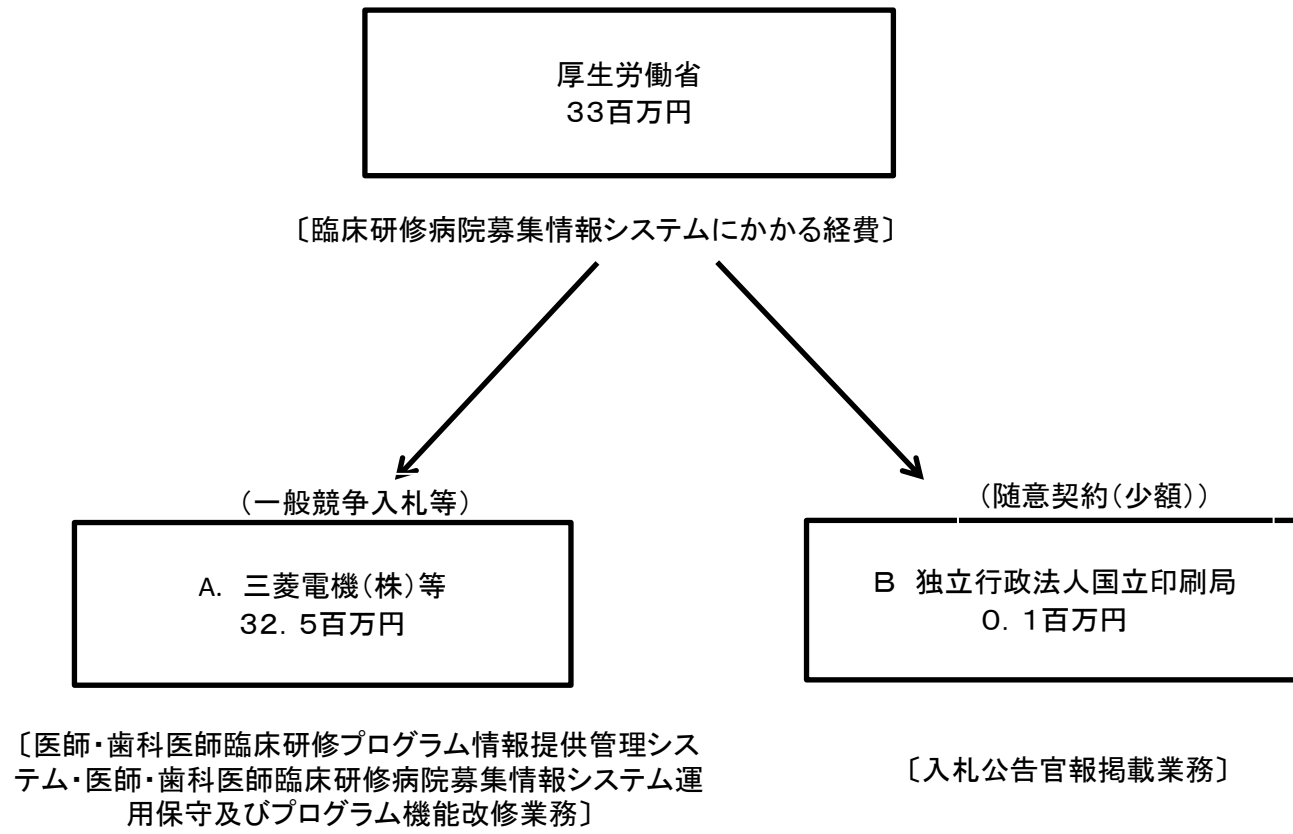 厚生労働省
33百万円
〔臨床研修病院募集情報システムにかかる経費〕
（一般競争入札等）
A. 三菱電機（株）等
32．5百万円
〔医師・歯科医師臨床研修プログラム情報提供管理シス
テム・医師・歯科医師臨床研修病院募集情報システム運
用保守及びプログラム機能改修業務〕
（随意契約（少額））
B 独立行政法人国立印刷局
0．1百万円
〔入札公告官報掲載業務〕